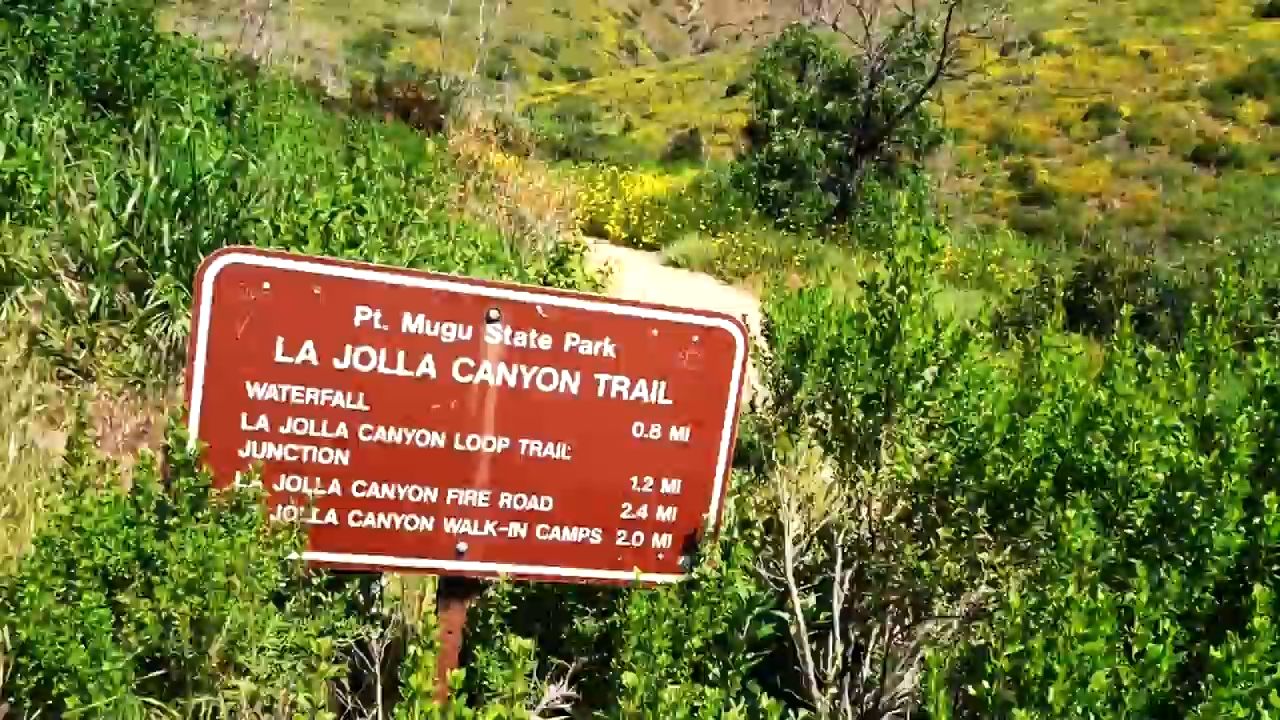 Pt. Mugu State Park
LA JOLLA CANYON TRAIL
WATERFALL 0.8 MI
LA JOLLA CANYON LOOP TRAIL
JUNCTION 1.2 MI
LA JOLLA CANYON FIRE ROAD 2.4 MI
JOLLA CANYON WALK-IN CAMPS 2.0 MI